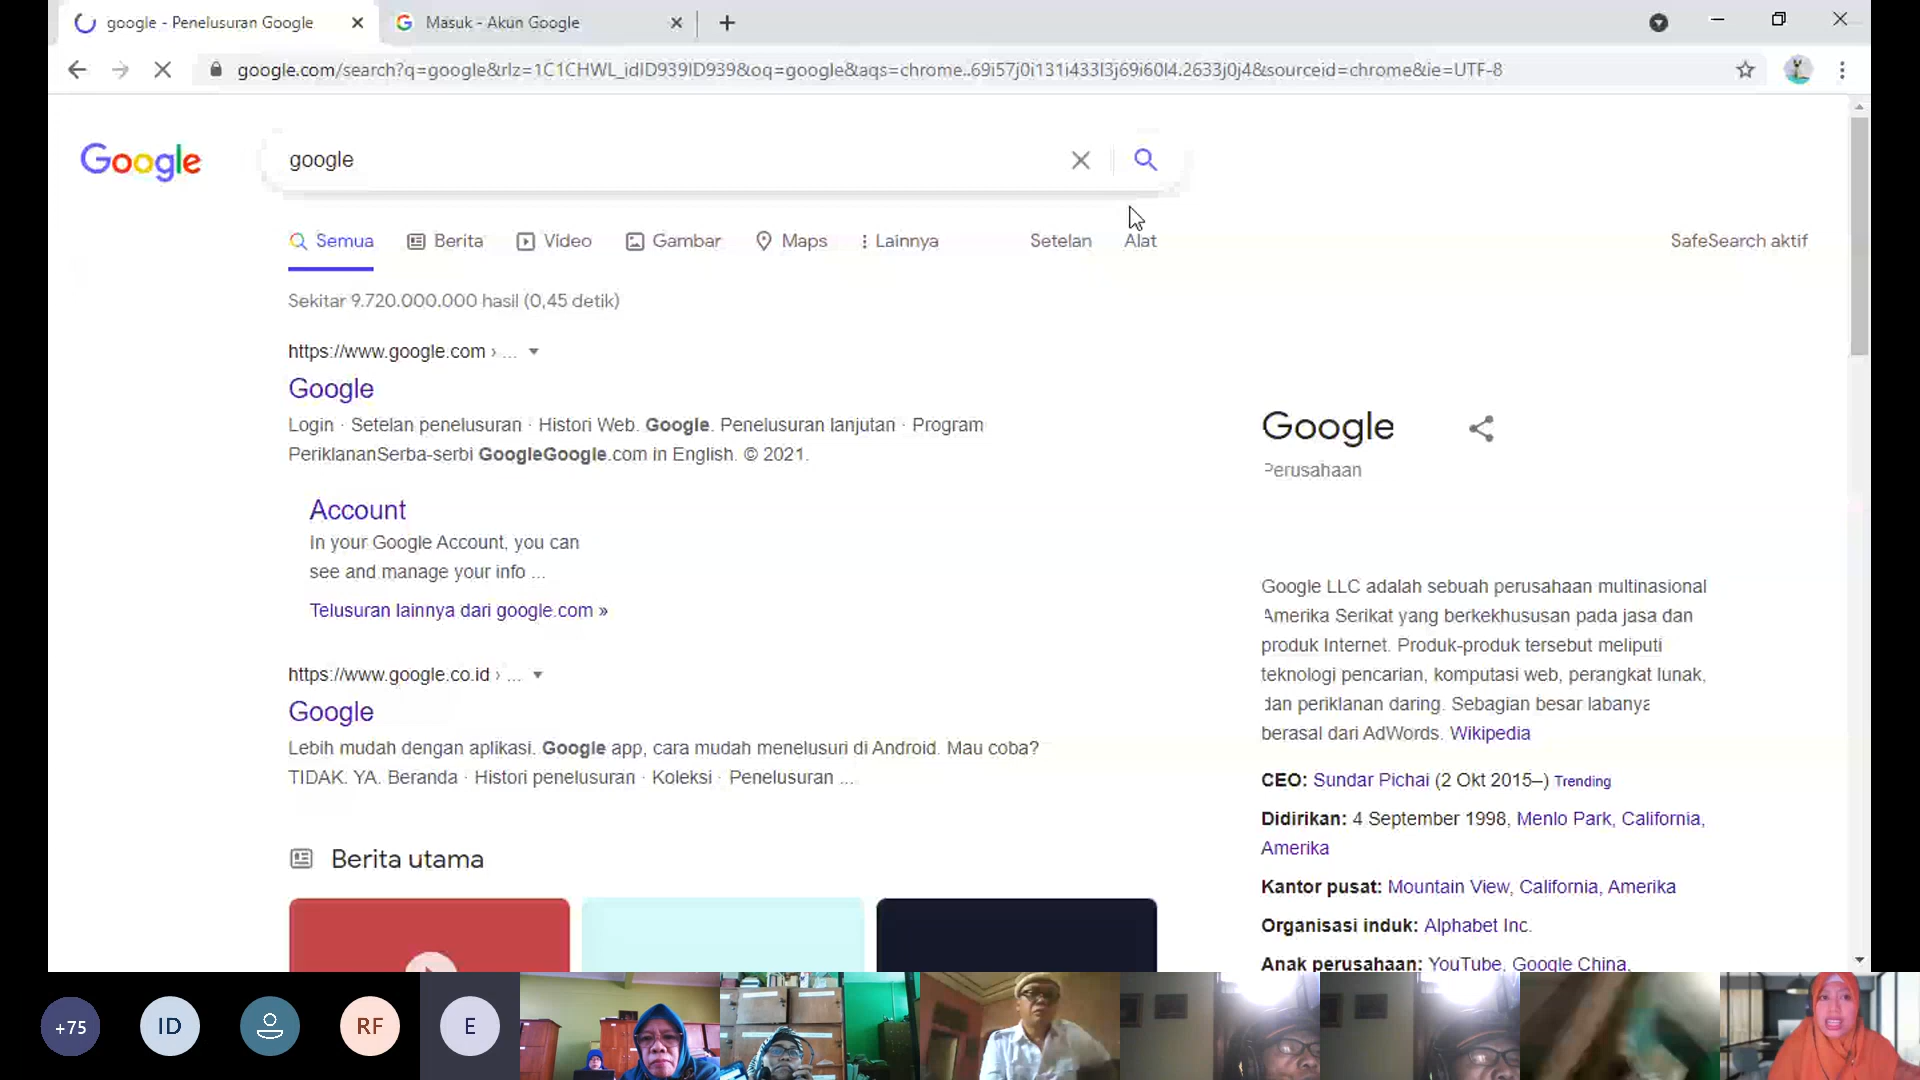 google - Penelusuran Google
Masuk - Akun Google
google.com/search?q=google&rlz=1C1CHWL_idID939ID939&oq=google&aqs=chrome..69i57j0i131i433l3j69i60l4.2633j0j4&sourceid=chrome&ie=UTF-8
Google
google
Semua
Berita
Video
Gambar
Maps
Lainnya
Setelan
Alat
SafeSearch aktif
Sekitar 9.720.000.000 hasil (0,45 detik)
https://www.google.com › ...
Google
Login · Setelan penelusuran · Histori Web. Google. Penelusuran lanjutan · Program
PeriklananSerba-serbi GoogleGoogle.com in English. © 2021.
Account
In your Google Account, you can
see and manage your info ...
Telusuran lainnya dari google.com »
https://www.google.co.id › ...
Google
Lebih mudah dengan aplikasi. Google app, cara mudah menelusuri di Android. Mau coba?
TIDAK. YA. Beranda · Histori penelusuran · Koleksi · Penelusuran ...
Berita utama
Google
Perusahaan
Google LLC adalah sebuah perusahaan multinasional
Amerika Serikat yang berkekhususan pada jasa dan
produk Internet. Produk-produk tersebut meliputi
teknologi pencarian, komputasi web, perangkat lunak,
dan periklanan daring. Sebagian besar labanya
berasal dari AdWords. Wikipedia
CEO: Sundar Pichai (2 Okt 2015–) Trending
Didirikan: 4 September 1998, Menlo Park, California,
Amerika
Kantor pusat: Mountain View, California, Amerika
Organisasi induk: Alphabet Inc.
Anak perusahaan: YouTube, Google China,
+75
ID
RF
E